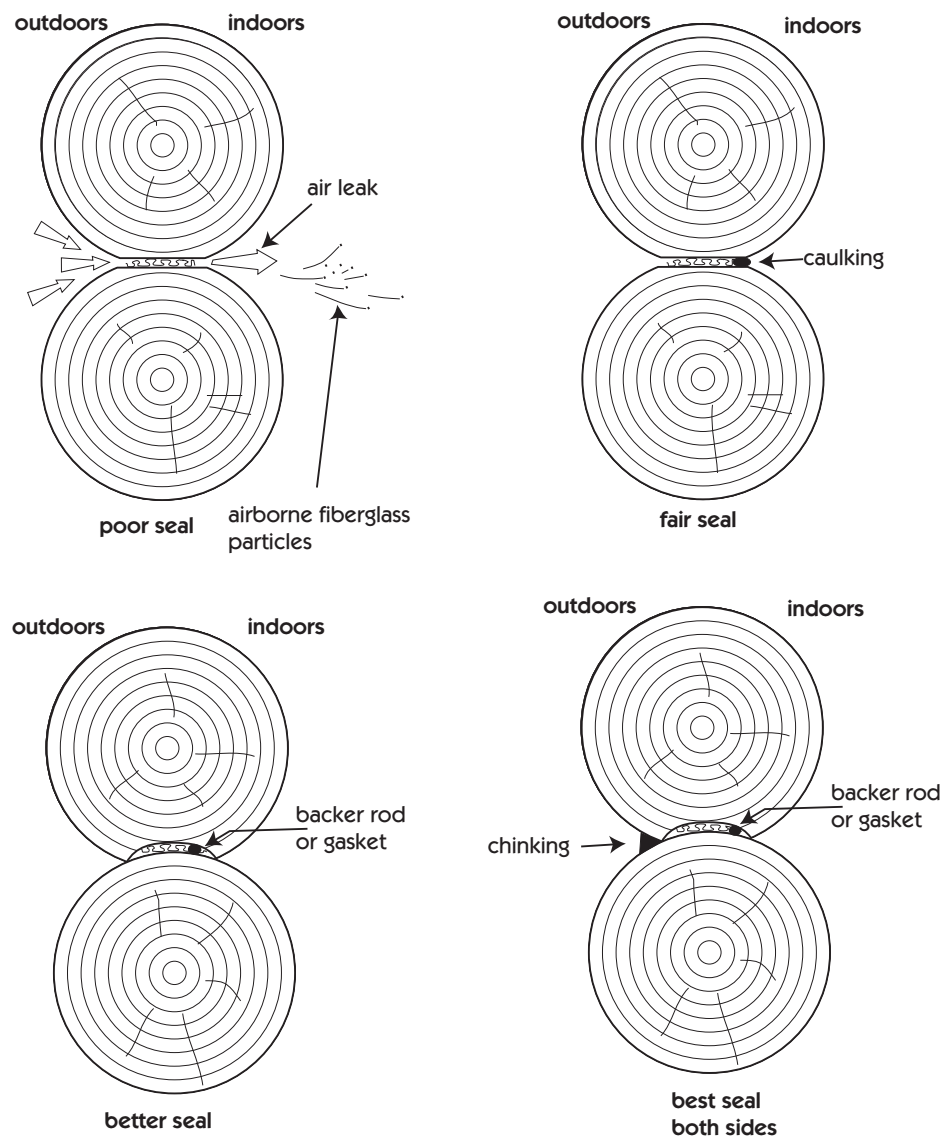 outdoors
indoors
air leak
airborne fiberglass
particles
poor seal
outdoors
indoors
caulking
fair seal
outdoors
indoors
backer rod
or gasket
better seal
outdoors
indoors
backer rod
or gasket
chinking
best seal
both sides